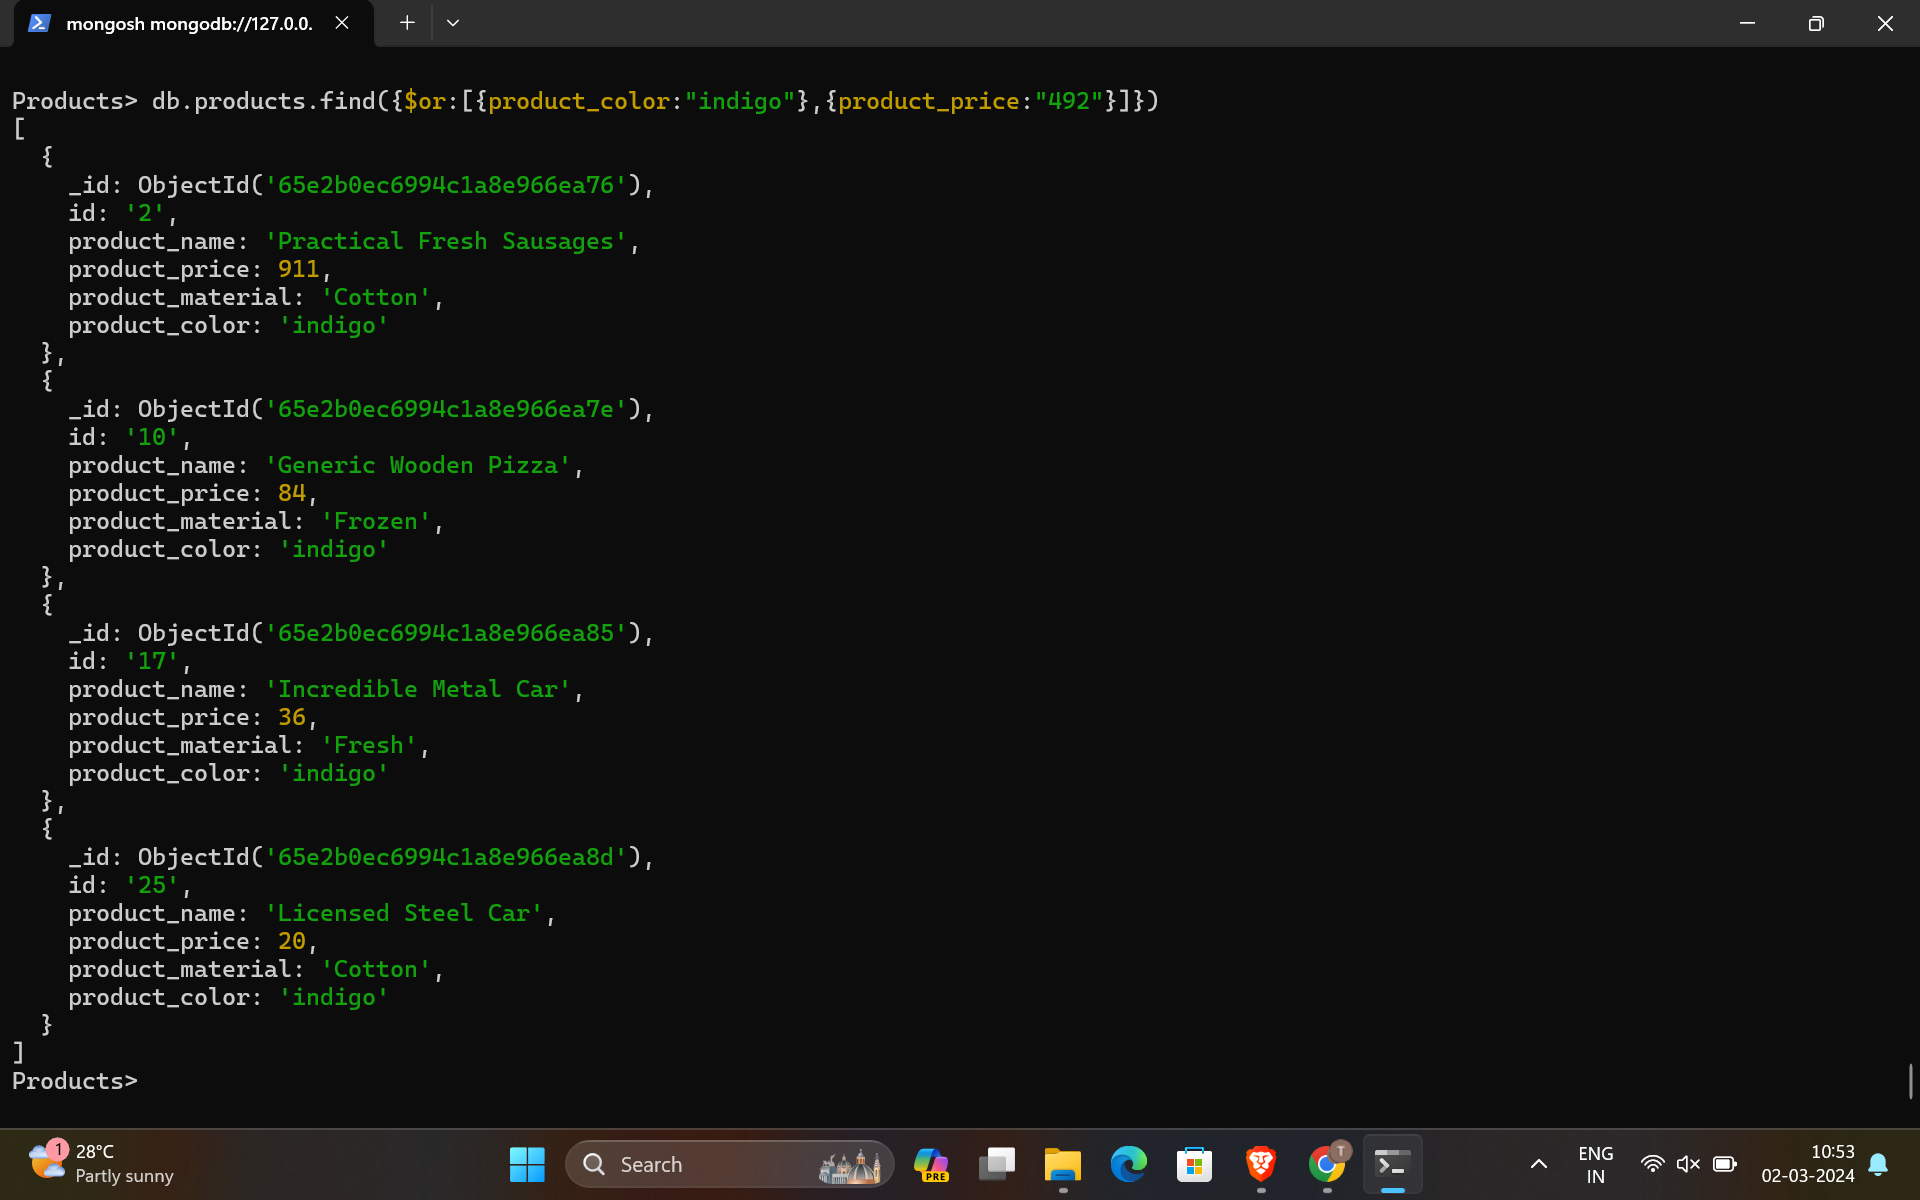 mongosh mongodb://127.0.0.
Products> db.products.find({$or:[{product_color:"indigo"},{product_price:"492"}]})
[
  {
    _id: ObjectId('65e2b0ec6994c1a8e966ea76'),
    id: '2',
    product_name: 'Practical Fresh Sausages',
    product_price: 911,
    product_material: 'Cotton',
    product_color: 'indigo'
  },
  {
    _id: ObjectId('65e2b0ec6994c1a8e966ea7e'),
    id: '10',
    product_name: 'Generic Wooden Pizza',
    product_price: 84,
    product_material: 'Frozen',
    product_color: 'indigo'
  },
  {
    _id: ObjectId('65e2b0ec6994c1a8e966ea85'),
    id: '17',
    product_name: 'Incredible Metal Car',
    product_price: 36,
    product_material: 'Fresh',
    product_color: 'indigo'
  },
  {
    _id: ObjectId('65e2b0ec6994c1a8e966ea8d'),
    id: '25',
    product_name: 'Licensed Steel Car',
    product_price: 20,
    product_material: 'Cotton',
    product_color: 'indigo'
  }
]
Products>
1
28°C
Partly sunny
Search
PRE
T
ENG
IN
10:53
02-03-2024